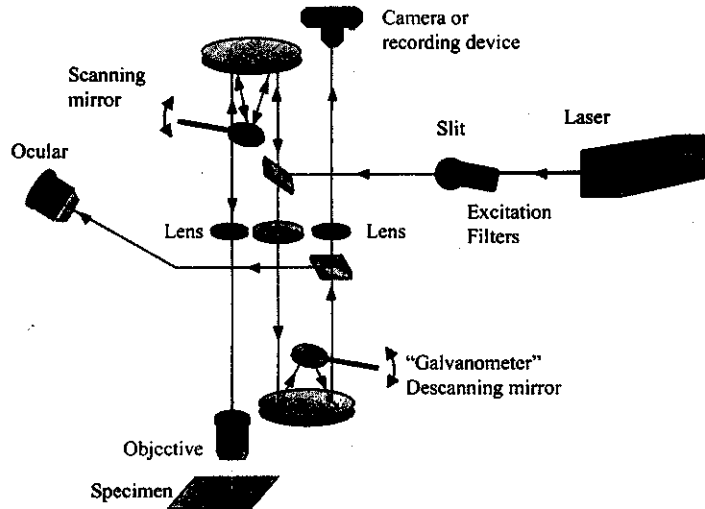 Camera or
recording device
Scanning
mirror
Slit
Laser
Ocular
Excitation
Filters
Lens
Lens
"Galvanometer"
Descanning mirror
Objective
Specimen